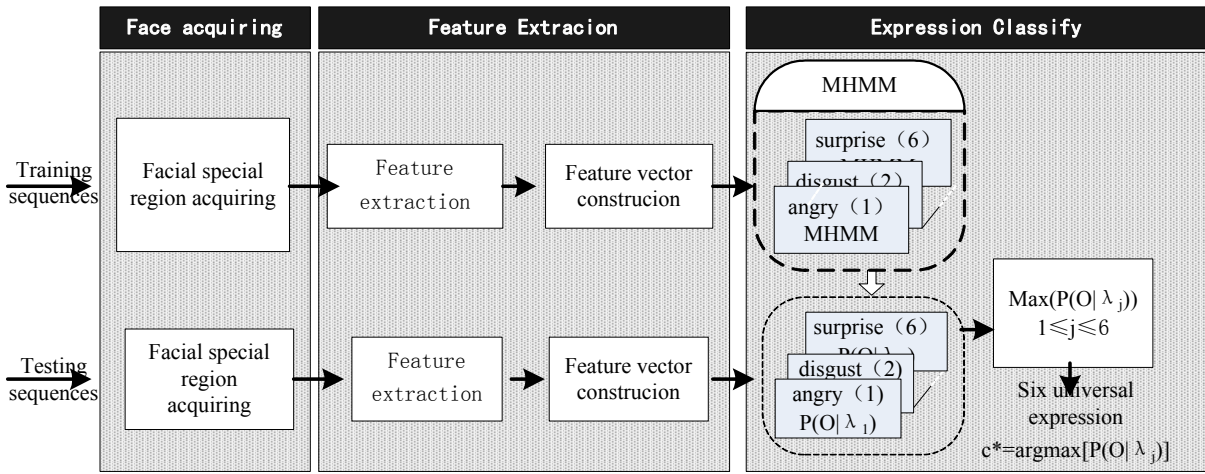 Face acquiring
Feature Extracion
Expression Classify
MHMM
Training
sequences
Facial special
region acquiring
Feature
extraction
Feature vector
construcion
surprise（6）
MHMM
disgust（2）
angry（1）
MHMM
Testing
sequences
Facial special
region
acquiring
Feature
extraction
Feature vector
construcion
surprise（6）
P(O|λ
disgust（2）
angry（1）
P(O|λ1)
Max(P(O|λj))
1≤j≤6
Six universal
expression
c*=argmax[P(O|λj)]